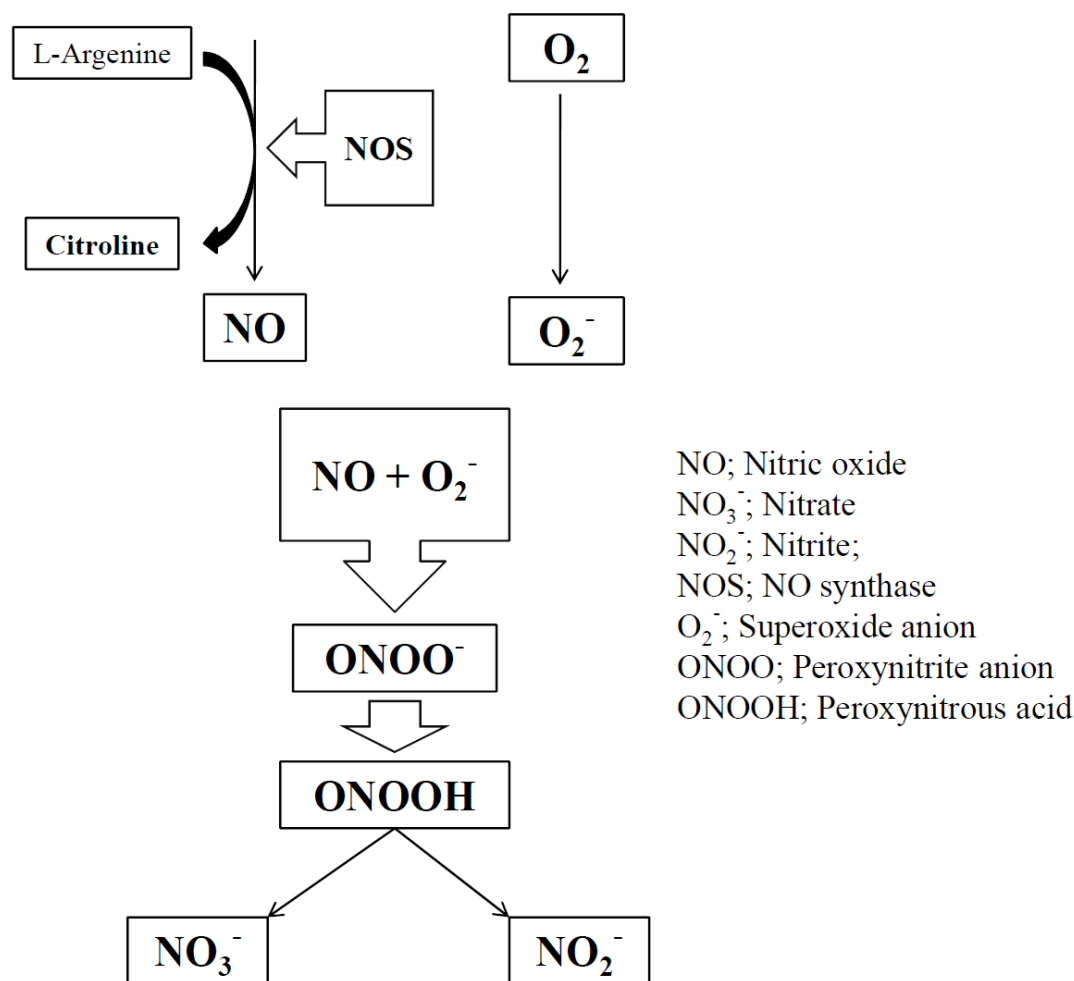 L-Argenine
O₂
NOS
Citroline
NO
O₂⁻
NO + O₂⁻
NO; Nitric oxide
NO₃⁻; Nitrate
NO₂⁻; Nitrite;
NOS; NO synthase
O₂⁻; Superoxide anion
ONOO; Peroxynitrite anion
ONOOH; Peroxynitrous acid
ONOO⁻
ONOOH
NO₃⁻
NO₂⁻